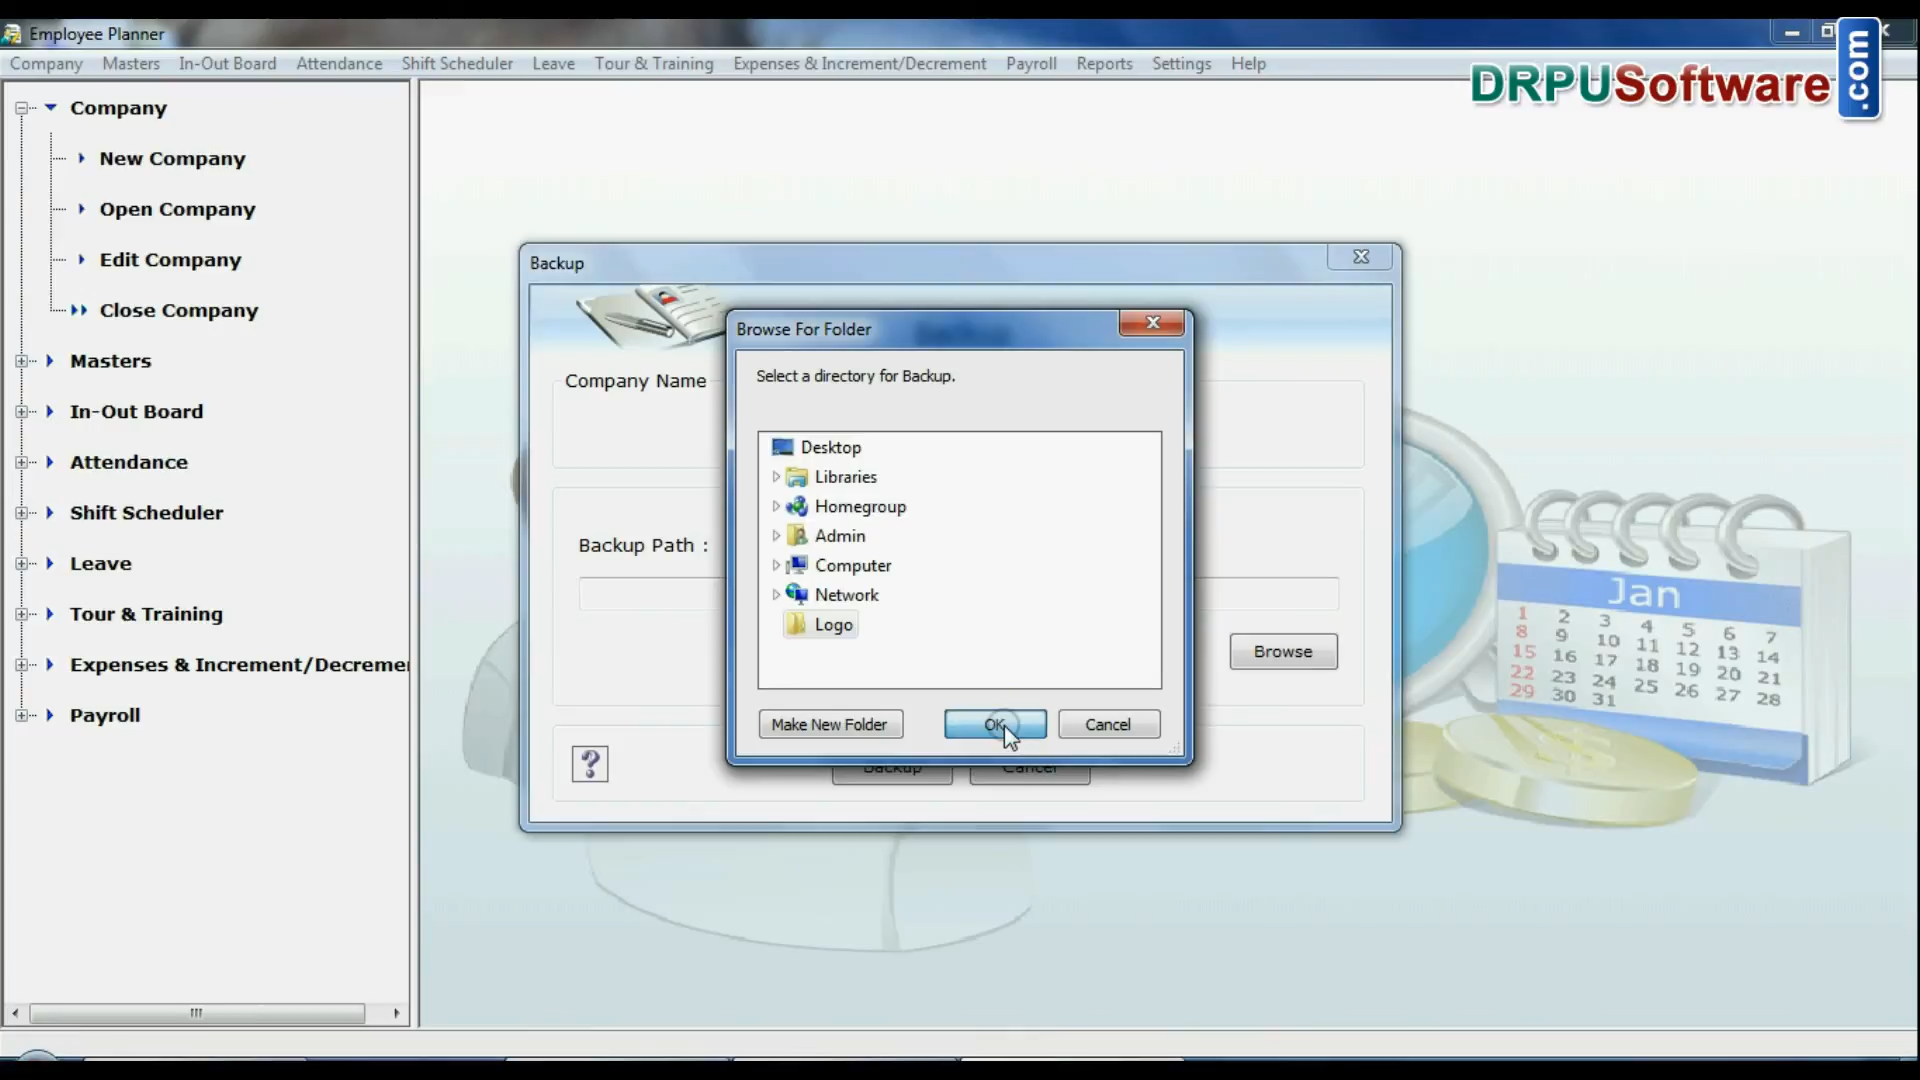 Employee Planner
Company Masters In-Out Board Attendance Shift Scheduler Leave Tour & Training Expenses & Increment/Decrement Payroll Reports Settings Help
DRPUSoftware.com
Company
New Company
Open Company
Edit Company
Close Company
Masters
In-Out Board
Attendance
Shift Scheduler
Leave
Tour & Training
Expenses & Increment/Decreme
Payroll
Backup
Company Name
Backup Path :
Browse
?
Backup Cancel
Browse For Folder
Select a directory for Backup.
Desktop
Libraries
Homegroup
Admin
Computer
Network
Logo
Make New Folder OK Cancel
Jan
1 2 3 4 5 6 7
8 9 10 11 12 13 14
15 16 17 18 19 20 21
22 23 24 25 26 27 28
29 30 31